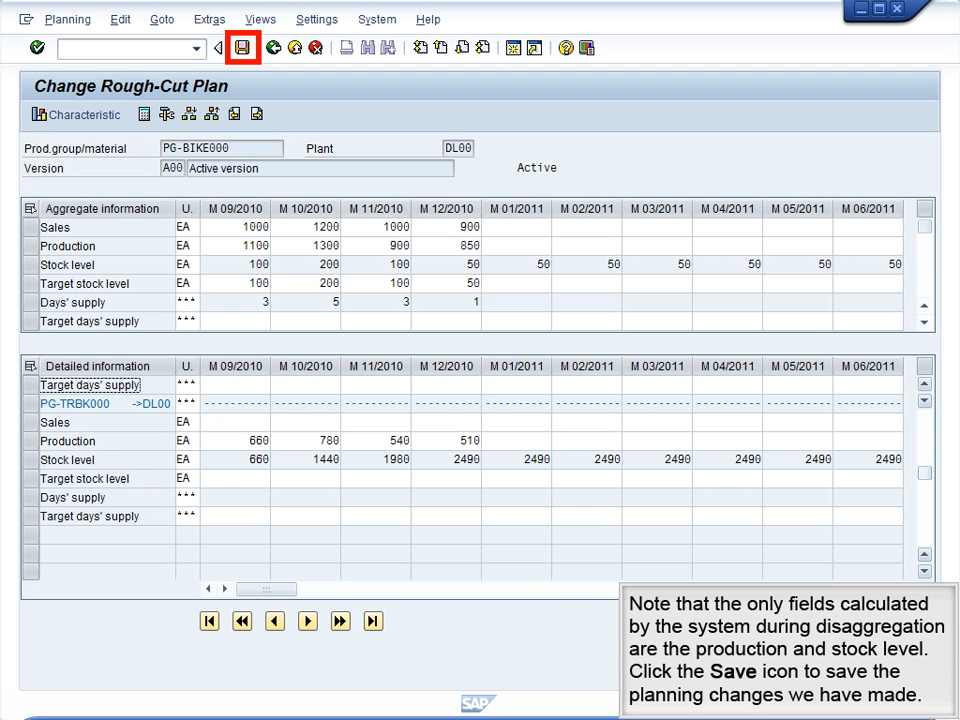 Planning Edit Goto Extras Views Settings System Help
Change Rough-Cut Plan
Characteristic
Prod.group/material PG-BIKE000 Plant DL00
Version A00 Active version Active
Aggregate information U. M 09/2010 M 10/2010 M 11/2010 M 12/2010 M 01/2011 M 02/2011 M 03/2011 M 04/2011 M 05/2011 M 06/2011
Sales EA 1000 1200 1000 900
Production EA 1100 1300 900 850
Stock level EA 100 200 100 50 50 50 50 50 50 50
Target stock level EA 100 200 100 50
Days' supply *** 3 5 3 1
Target days' supply ***
Detailed information U. M 09/2010 M 10/2010 M 11/2010 M 12/2010 M 01/2011 M 02/2011 M 03/2011 M 04/2011 M 05/2011 M 06/2011
Target days' supply ***
PG-TRBK000 ->DL00 *** ---------- ---------- ---------- ---------- ---------- ---------- ---------- ---------- ---------- ----------
Sales EA
Production EA 660 780 540 510
Stock level EA 660 1440 1980 2490 2490 2490 2490 2490 2490 2490
Target stock level EA
Days' supply ***
Target days' supply ***
Note that the only fields calculated
by the system during disaggregation
are the production and stock level.
Click the Save icon to save the
planning changes we have made.
SAP